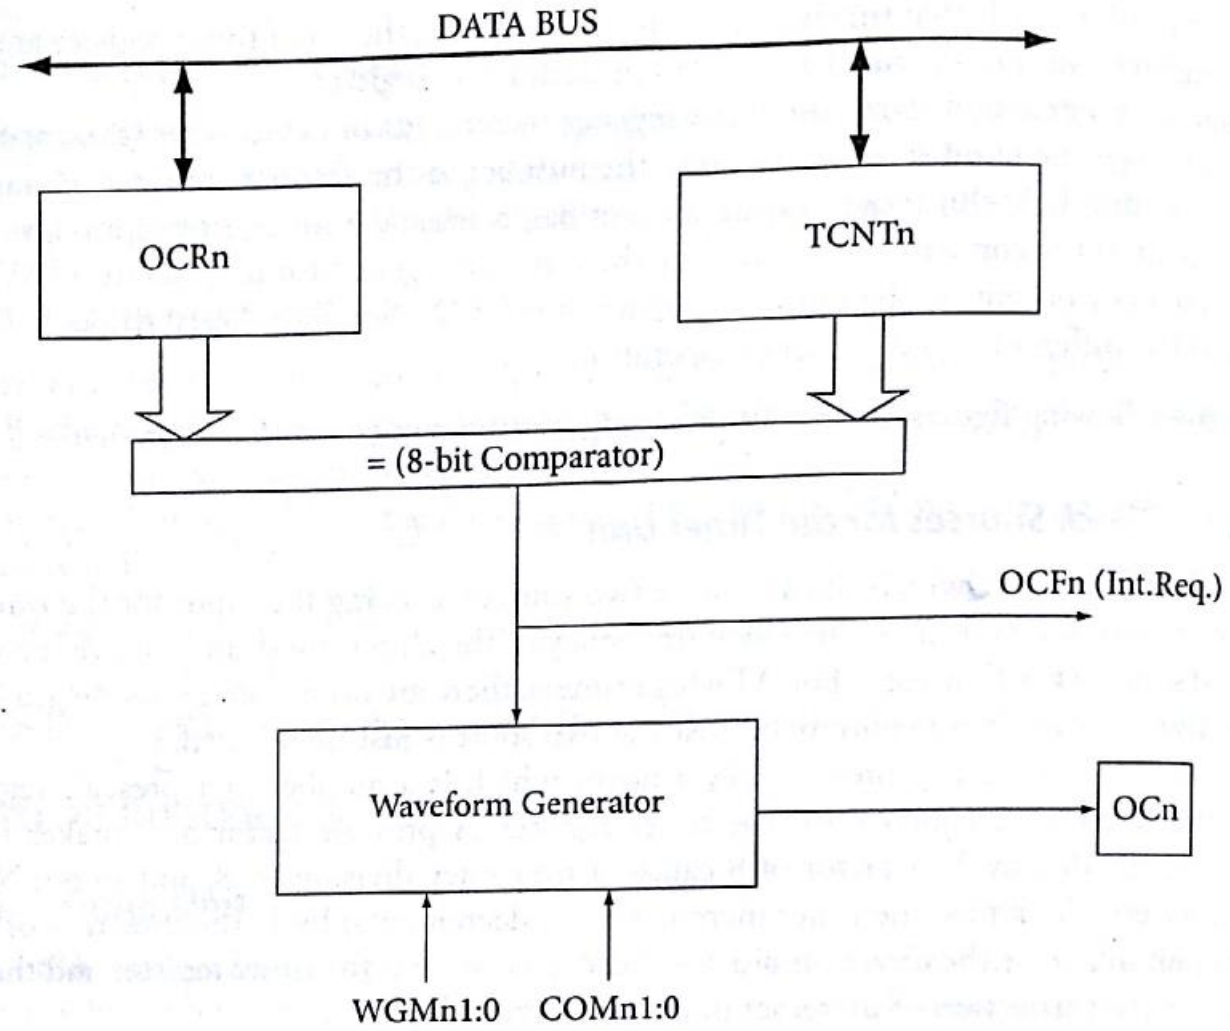 DATA BUS
OCRn
TCNTn
= (8-bit Comparator)
OCFn (Int.Req.)
Waveform Generator
OCn
WGMn1:0
COMn1:0